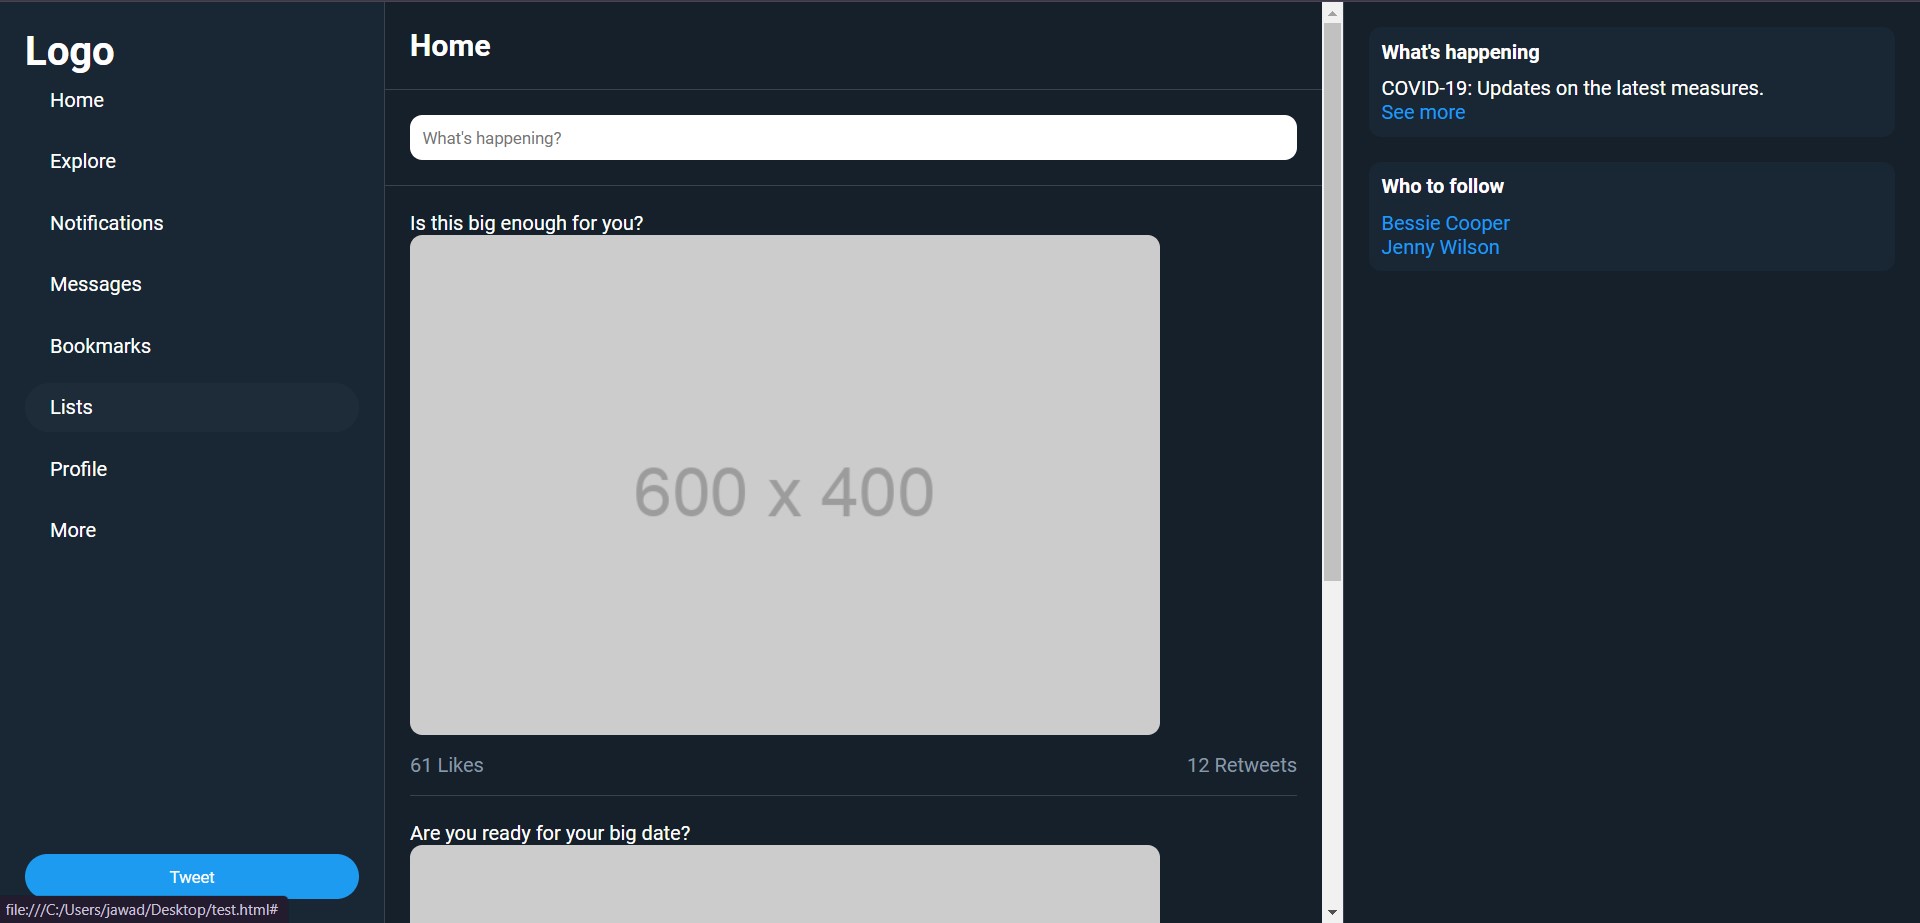 Logo
Home
Explore
Notifications
Messages
Bookmarks
Lists
Profile
More
Tweet
file:///C:/Users/jawad/Desktop/test.html#
Home
What's happening?
Is this big enough for you?
600 x 400
61 Likes
12 Retweets
Are you ready for your big date?
What's happening
COVID-19: Updates on the latest measures.
See more
Who to follow
Bessie Cooper
Jenny Wilson